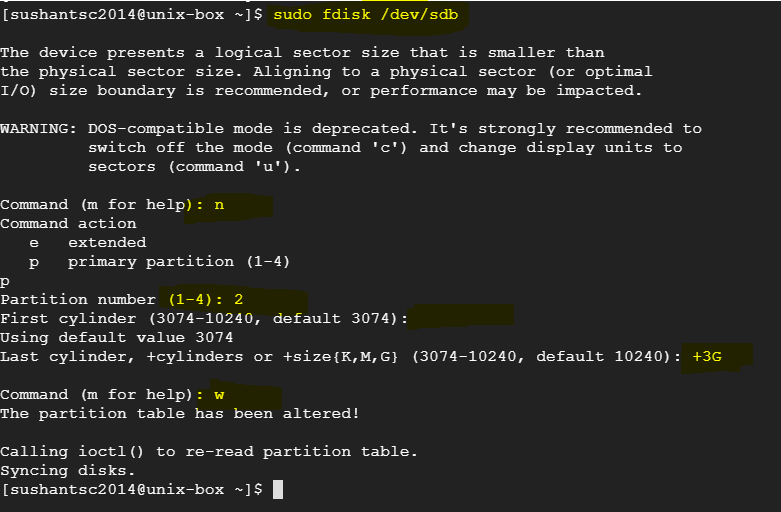 [sushantsc2014@unix-box ~]$ sudo fdisk /dev/sdb
The device presents a logical sector size that is smaller than
the physical sector size. Aligning to a physical sector (or optimal
I/O) size boundary is recommended, or performance may be impacted.
WARNING: DOS-compatible mode is deprecated. It's strongly recommended to
         switch off the mode (command 'c') and change display units to
         sectors (command 'u').
Command (m for help): n
Command action
   e   extended
   p   primary partition (1-4)
p
Partition number (1-4): 2
First cylinder (3074-10240, default 3074):
Using default value 3074
Last cylinder, +cylinders or +size{K,M,G} (3074-10240, default 10240): +3G
Command (m for help): w
The partition table has been altered!
Calling ioctl() to re-read partition table.
Syncing disks.
[sushantsc2014@unix-box ~]$